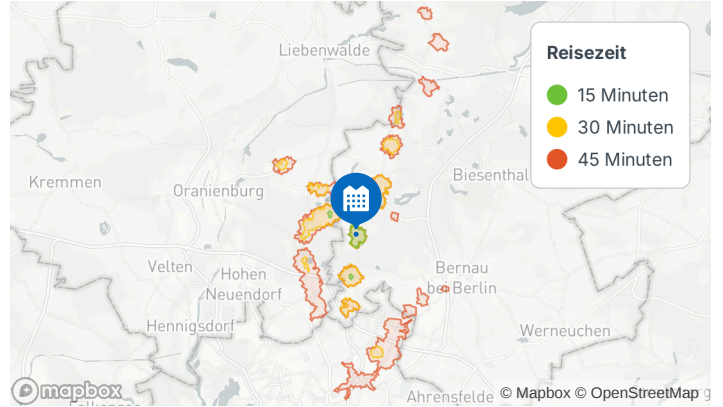 Liebenwalde
Reisezeit
15 Minuten
30 Minuten
45 Minuten
Kremmen
Oranienburg
Biesenthal
Velten
Hohen
Neuendorf
Bernau
bei Berlin
Hennigsdorf
Werneuchen
mapbox
Ahrensfelde
© Mapbox © OpenStreetMap